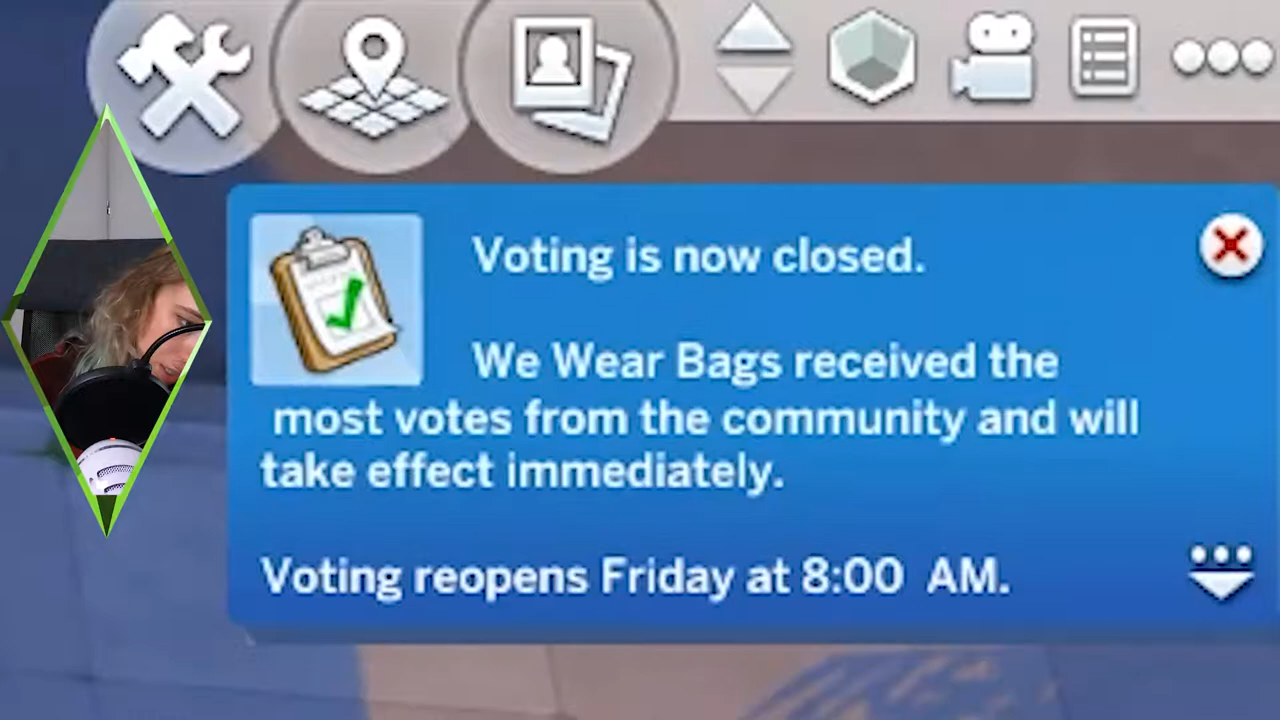 Voting is now closed.
We Wear Bags received the
most votes from the community and will
take effect immediately.
Voting reopens Friday at 8:00 AM.